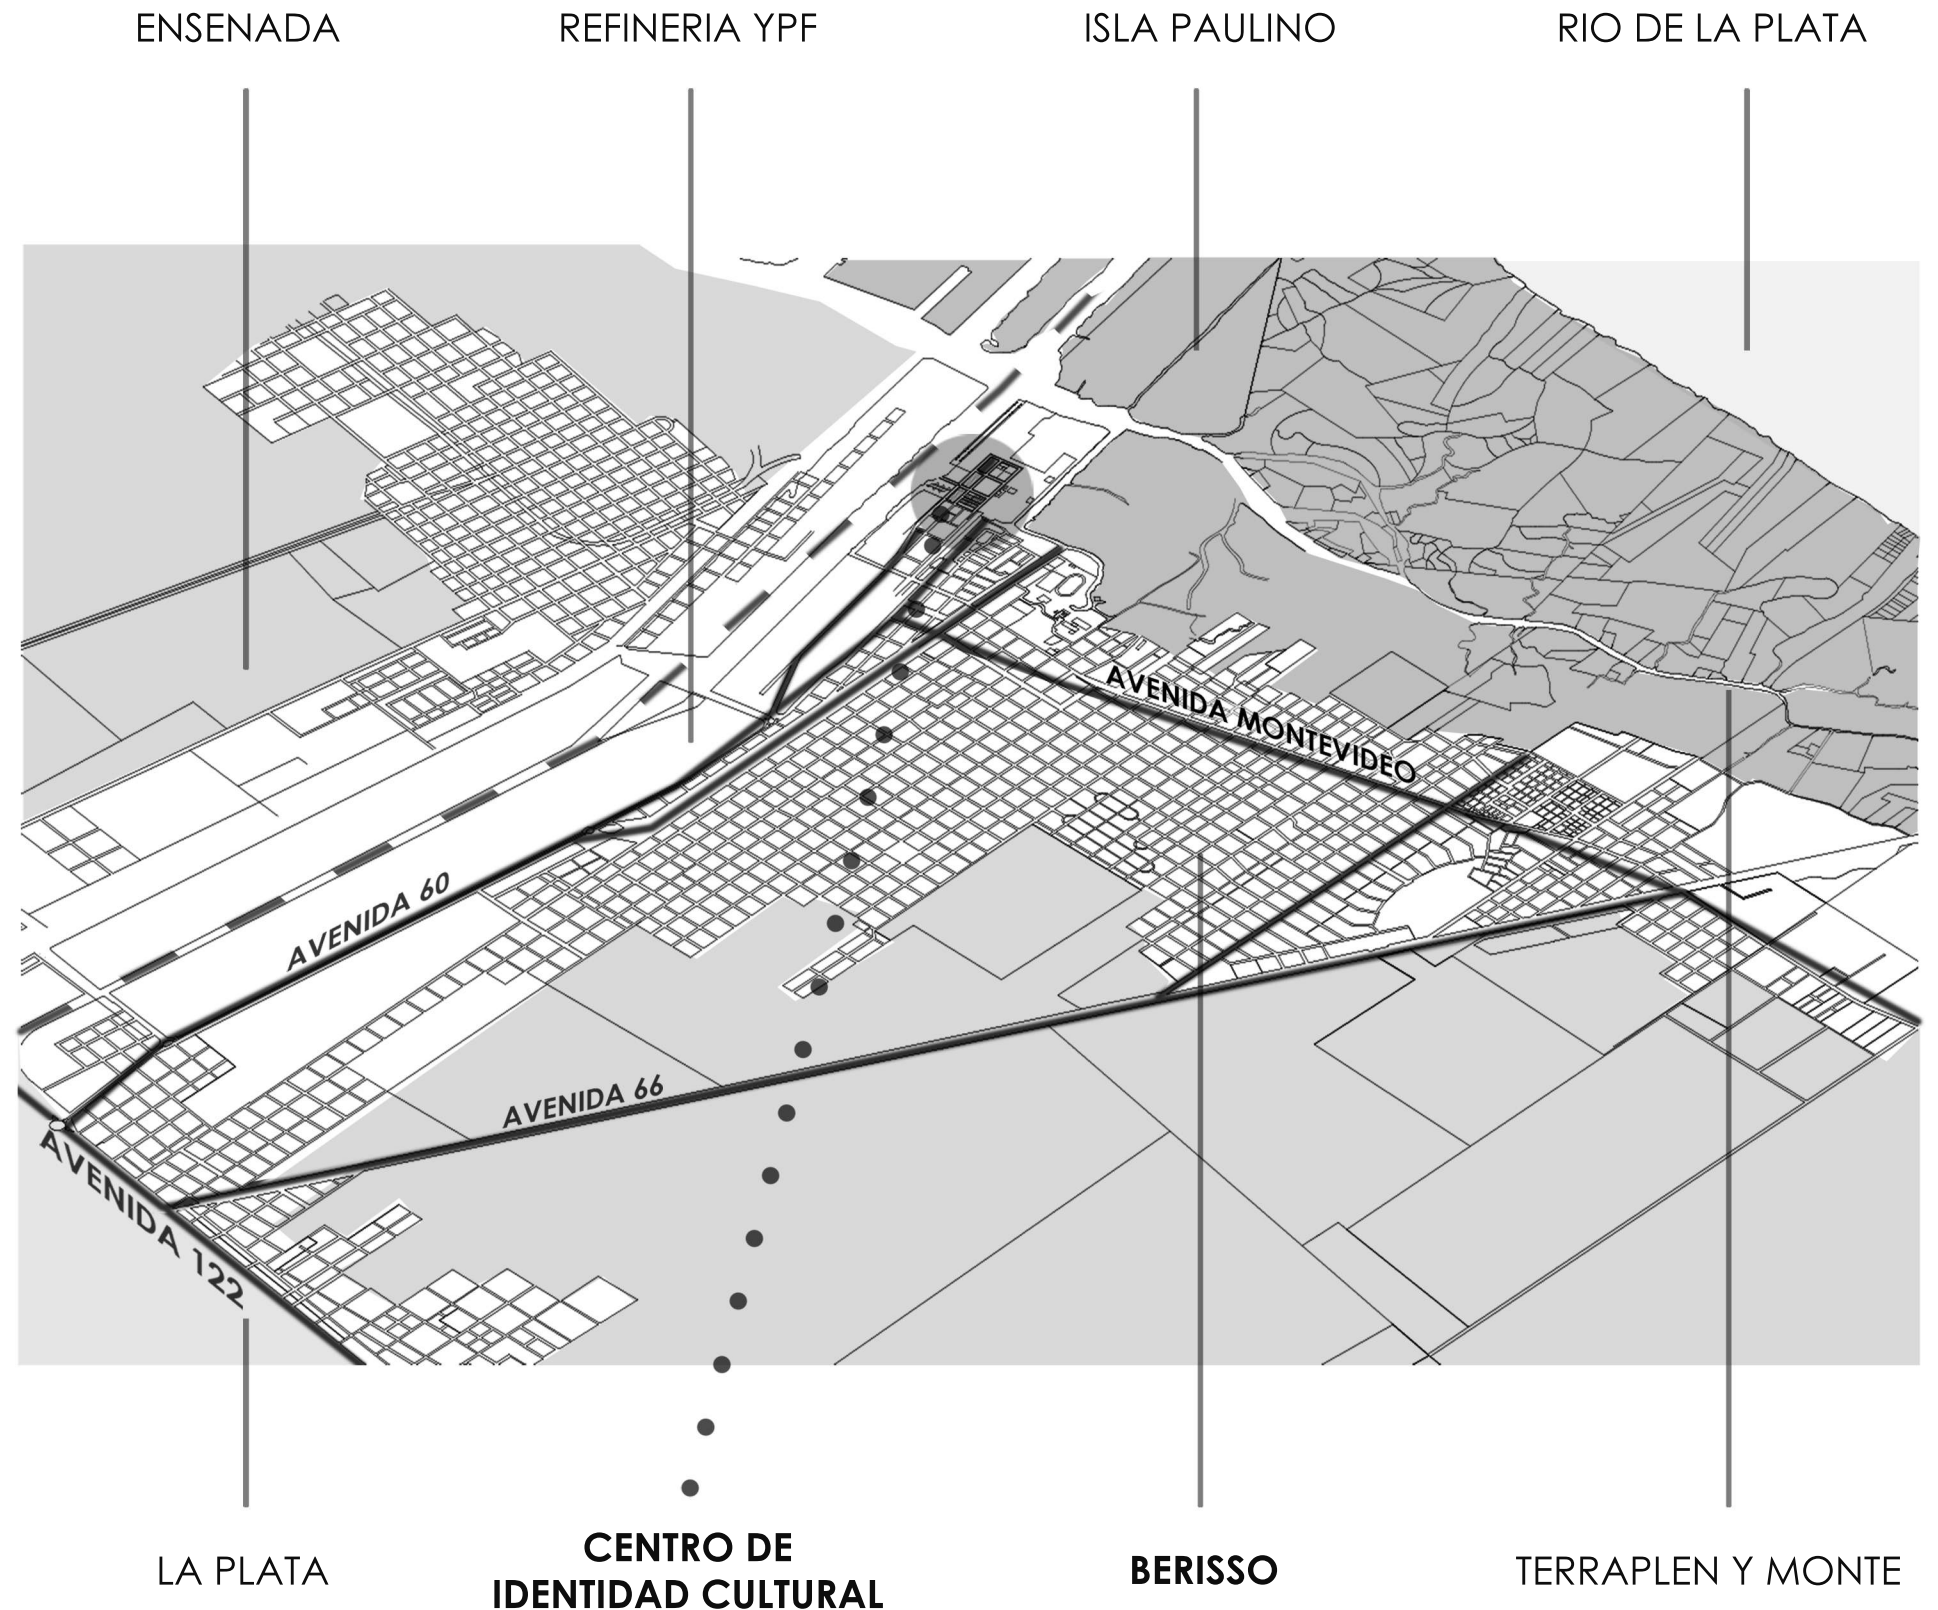 ENSENADA
REFINERIA YPF
ISLA PAULINO
RIO DE LA PLATA
AVENIDA MONTEVIDEO
AVENIDA 60
AVENIDA 66
AVENIDA 122
LA PLATA
CENTRO DE
IDENTIDAD CULTURAL
BERISSO
TERRAPLEN Y MONTE